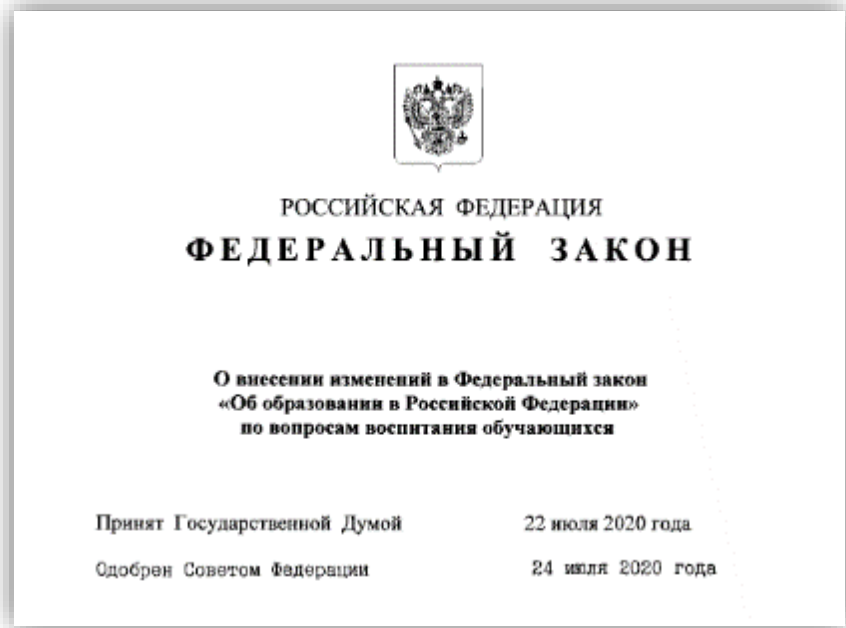 РОССИЙСКАЯ ФЕДЕРАЦИЯ
ФЕДЕРАЛЬНЫЙ ЗАКОН
О внесении изменений в Федеральный закон
«Об образовании в Российской Федерации»
по вопросам воспитания обучающихся
Принят Государственной Думой 22 июля 2020 года
Одобрен Советом Федерации 24 июля 2020 года